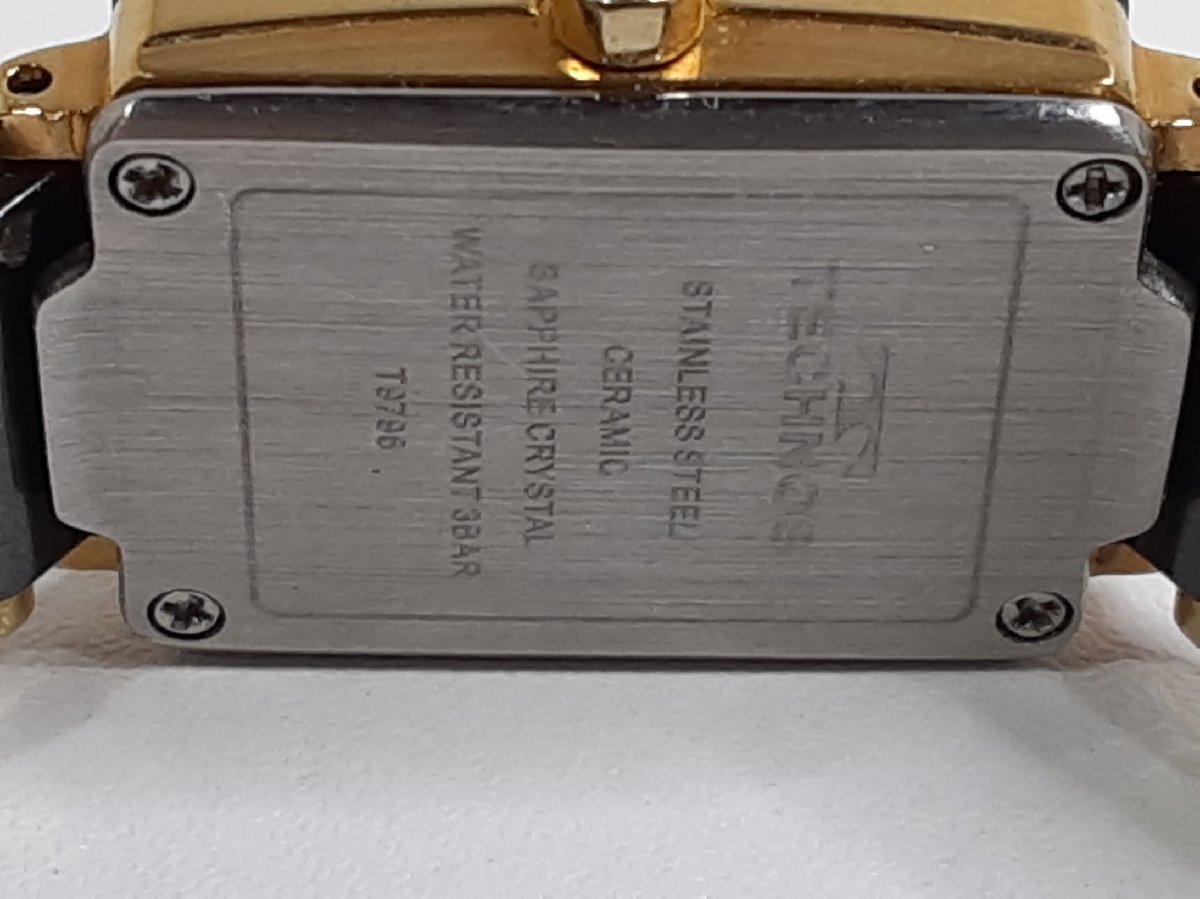 TECHNOS
STAINLESS STEEL
CERAMIC
SAPPHIRE CRYSTAL
WATER RESISTANT 3BAR
T9796